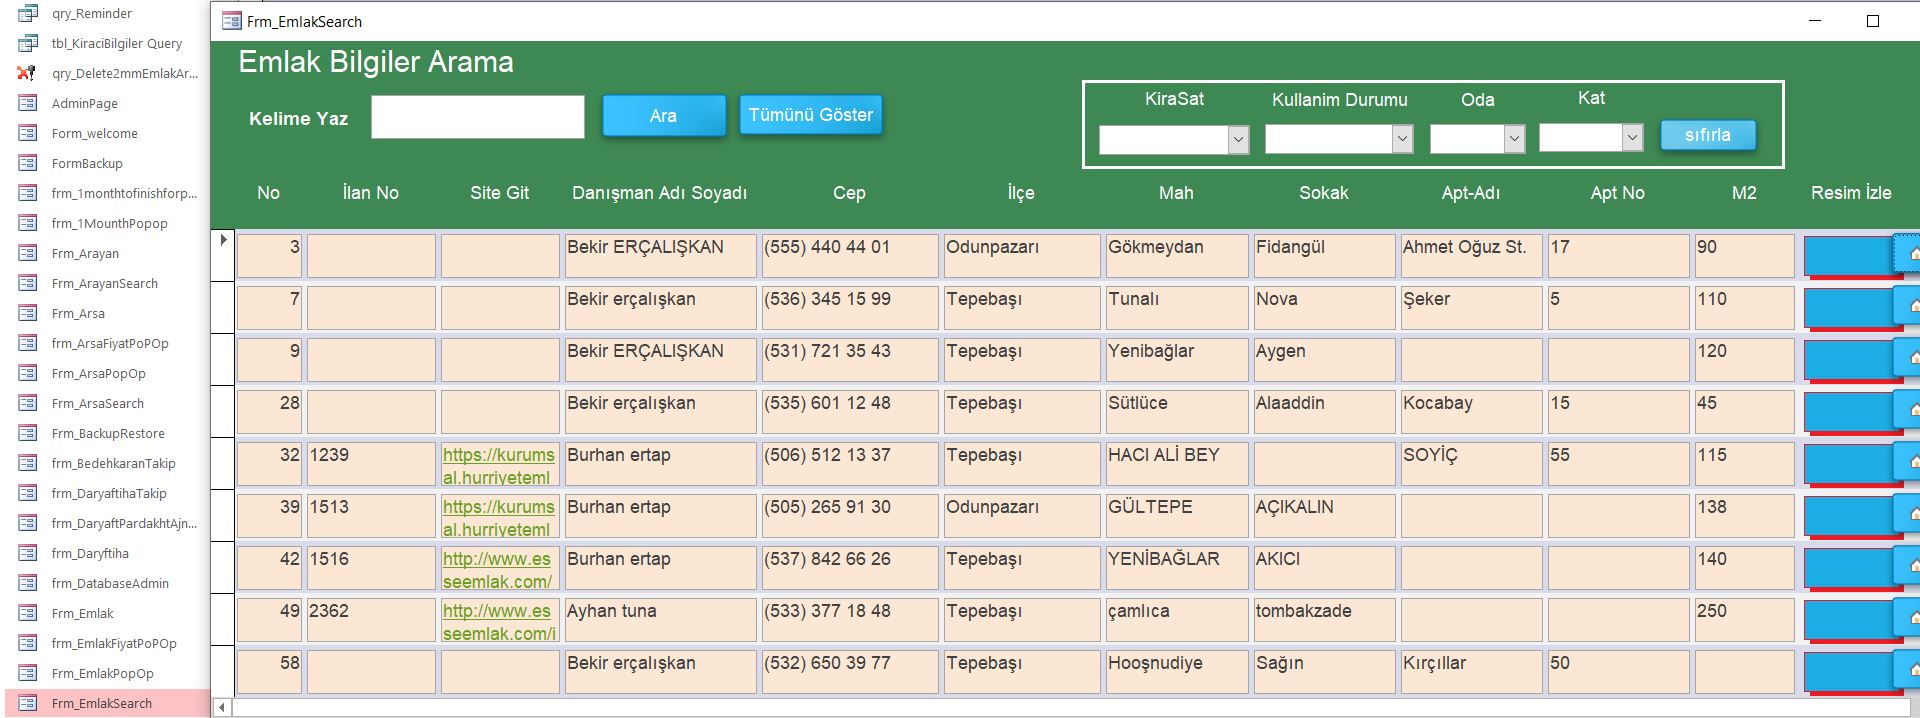 qry_Reminder
tbl_KiraciBilgiler Query
qry_Delete2mmEmlakAr...
AdminPage
Form_welcome
FormBackup
frm_1monthtofinishforp...
frm_1MounthPopop
Frm_Arayan
Frm_ArayanSearch
Frm_Arsa
frm_ArsaFiyatPoPOp
Frm_ArsaPopOp
Frm_ArsaSearch
Frm_BackupRestore
frm_BedehkaranTakip
frm_DaryaftihaTakip
frm_DaryaftPardakhtAjn...
frm_Daryftiha
frm_DatabaseAdmin
Frm_Emlak
frm_EmlakFiyatPoPOp
Frm_EmlakPopOp
Frm_EmlakSearch
Frm_EmlakSearch
Emlak Bilgiler Arama
Kelime Yaz Ara Tümünü Göster
KiraSat Kullanim Durumu Oda Kat sıfırla
No İlan No Site Git Danışman Adı Soyadı Cep İlçe Mah Sokak Apt-Adı Apt No M2 Resim İzle
3 Bekir ERÇALIŞKAN (555) 440 44 01 Odunpazarı Gökmeydan Fidangül Ahmet Oğuz St. 17 90
7 Bekir erçalışkan (536) 345 15 99 Tepebaşı Tunalı Nova Şeker 5 110
9 Bekir ERÇALIŞKAN (531) 721 35 43 Tepebaşı Yenibağlar Aygen 120
28 Bekir erçalışkan (535) 601 12 48 Tepebaşı Sütlüce Alaaddin Kocabay 15 45
32 1239 https://kurums Burhan ertap (506) 512 13 37 Tepebaşı HACI ALİ BEY SOYİÇ 55 115
al.hurriyeteml
39 1513 https://kurums Burhan ertap (505) 265 91 30 Odunpazarı GÜLTEPE AÇIKALIN 138
al.hurriyeteml
42 1516 http://www.es Burhan ertap (537) 842 66 26 Tepebaşı YENİBAĞLAR AKICI 140
seemlak.com/
49 2362 http://www.es Ayhan tuna (533) 377 18 48 Tepebaşı çamlıca tombakzade 250
seemlak.com/i
58 Bekir erçalışkan (532) 650 39 77 Tepebaşı Hooşnudiye Sağın Kırçıllar 50